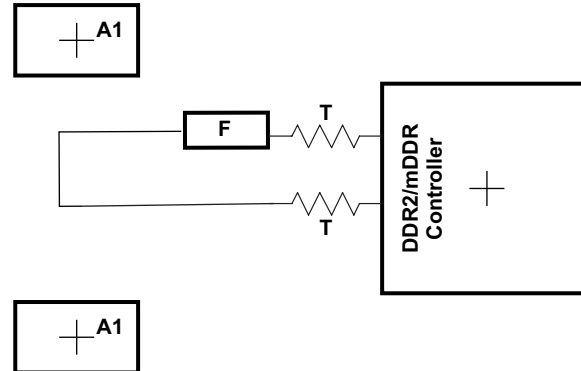 A1
F
T
T
DDR2/mDDR
Controller
A1